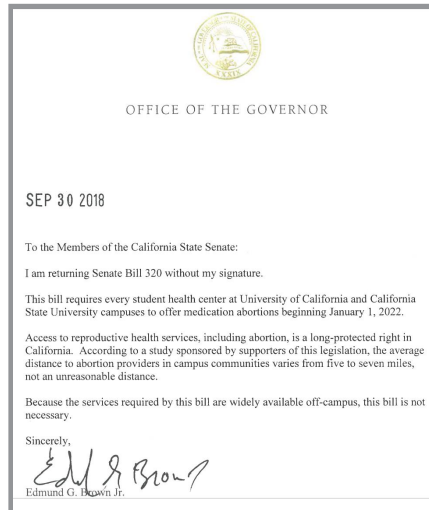 OFFICE OF THE GOVERNOR
SEP 30 2018
To the Members of the California State Senate:
I am returning Senate Bill 320 without my signature.
This bill requires every student health center at University of California and California
State University campuses to offer medication abortions beginning January 1, 2022.
Access to reproductive health services, including abortion, is a long-protected right in
California. According to a study sponsored by supporters of this legislation, the average
distance to abortion providers in campus communities varies from five to seven miles,
not an unreasonable distance.
Because the services required by this bill are widely available off-campus, this bill is not
necessary.
Sincerely,
Edmund G. Brown Jr.